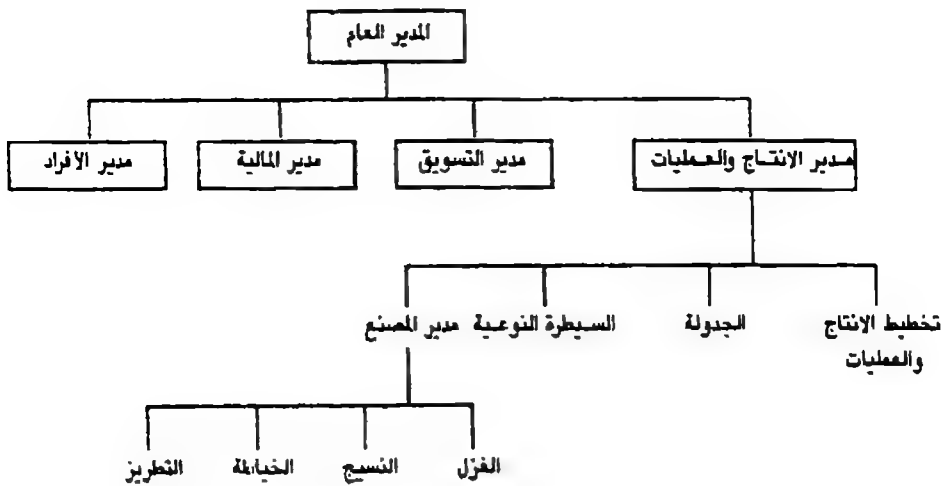 المدير العام
مدير الانتاج والعمليات
مدير التسويق
مدير المالية
مدير الافراد
تخطيط الانتاج
والعمليات
الجدولة
السيطرة النوعية
مدير المصنع
الغزل
النسيج
الخياطة
التطريز